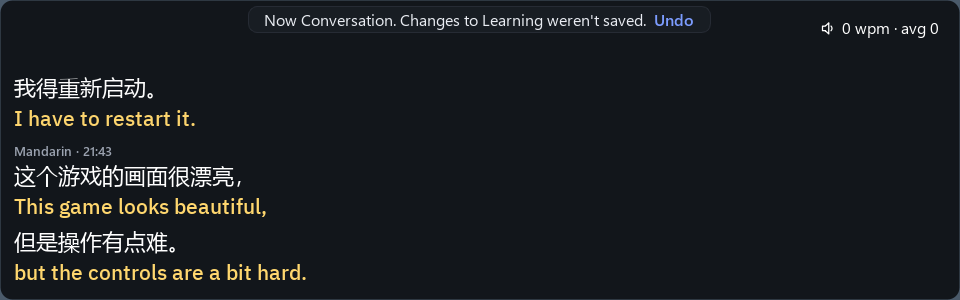 Now Conversation. Changes to Learning weren't saved. Undo
0 wpm · avg 0
我得重新启动。
I have to restart it.
Mandarin · 21:43
这个游戏的画面很漂亮，
This game looks beautiful,
但是操作有点难。
but the controls are a bit hard.